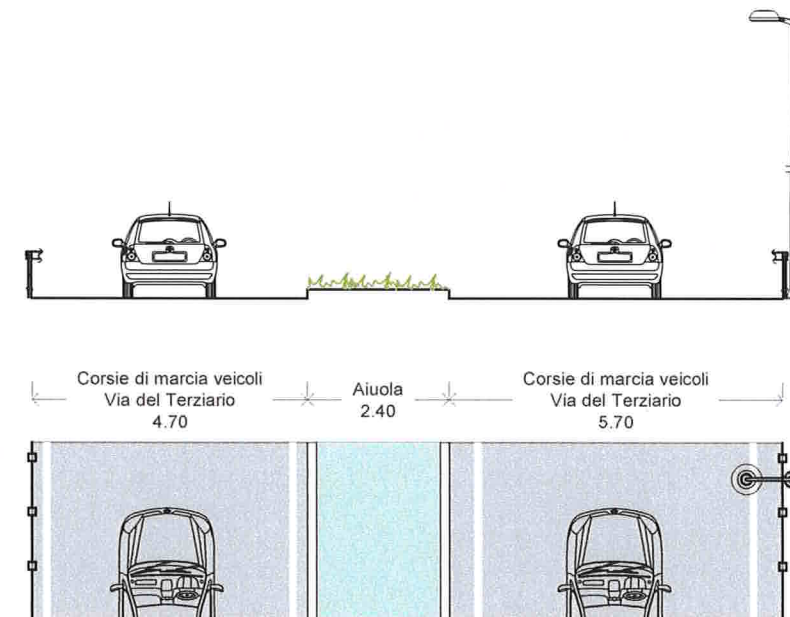 Corsie di marcia veicoli
Via del Terziario
4.70
Aiuola
2.40
Corsie di marcia veicoli
Via del Terziario
5.70